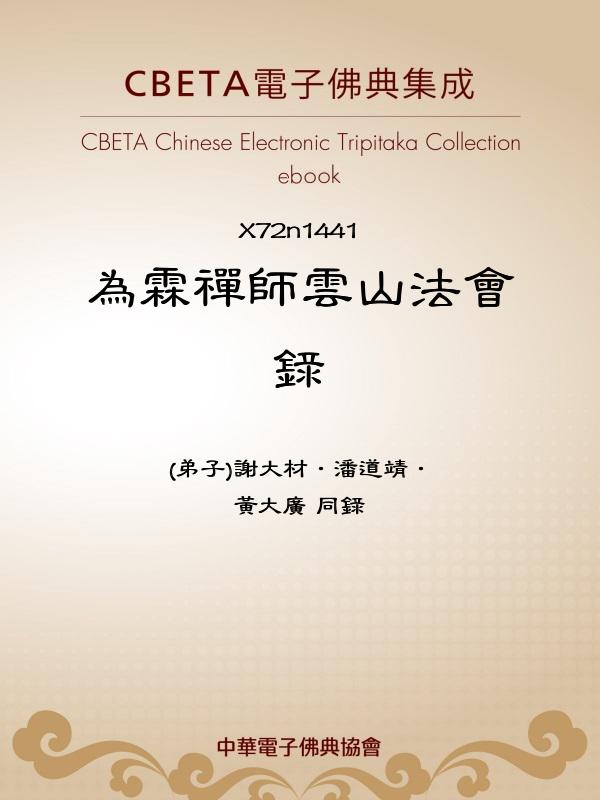 CBETA電子佛典集成
CBETA Chinese Electronic Tripitaka Collection
ebook
X72n1441
為霖禪師雲山法會
錄
(弟子)謝大材．潘道靖．
黃大廣 同錄
中華電子佛典協會